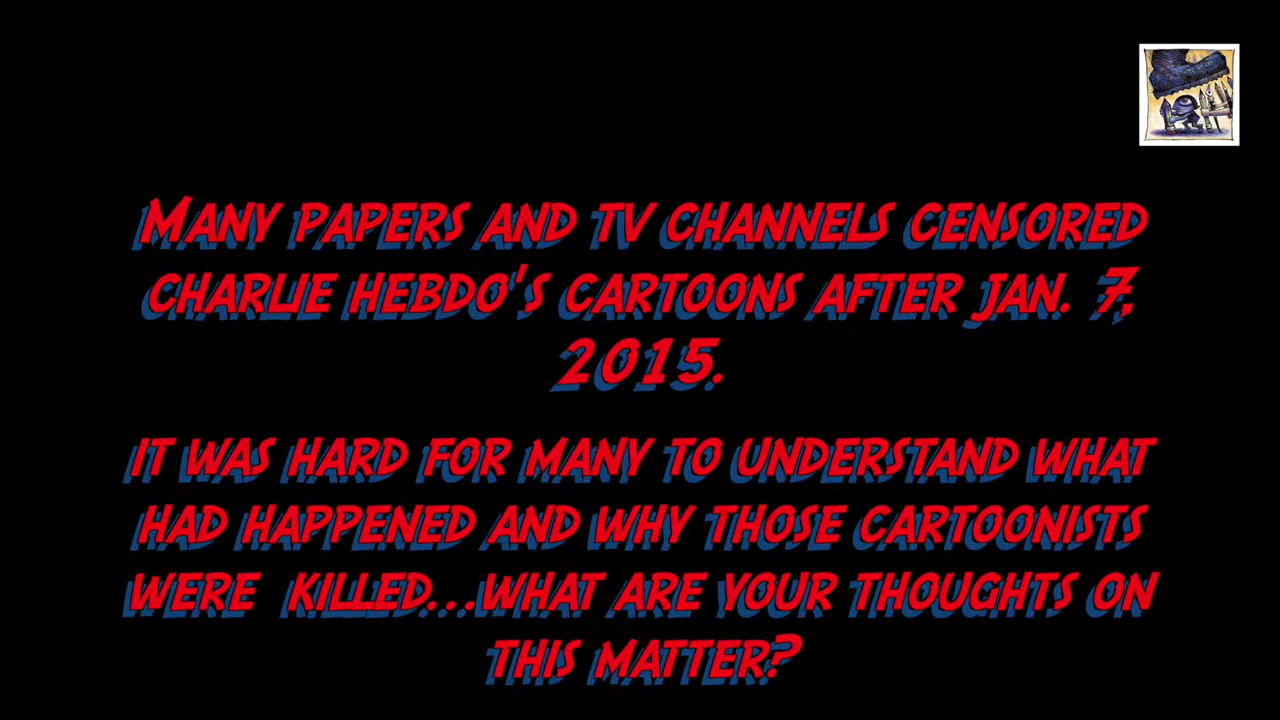 MANY PAPERS AND TV CHANNELS CENSORED
CHARLIE HEBDO'S CARTOONS AFTER JAN. 7,
2015.
IT WAS HARD FOR MANY TO UNDERSTAND WHAT
HAD HAPPENED AND WHY THOSE CARTOONISTS
WERE KILLED...WHAT ARE YOUR THOUGHTS ON
THIS MATTER?